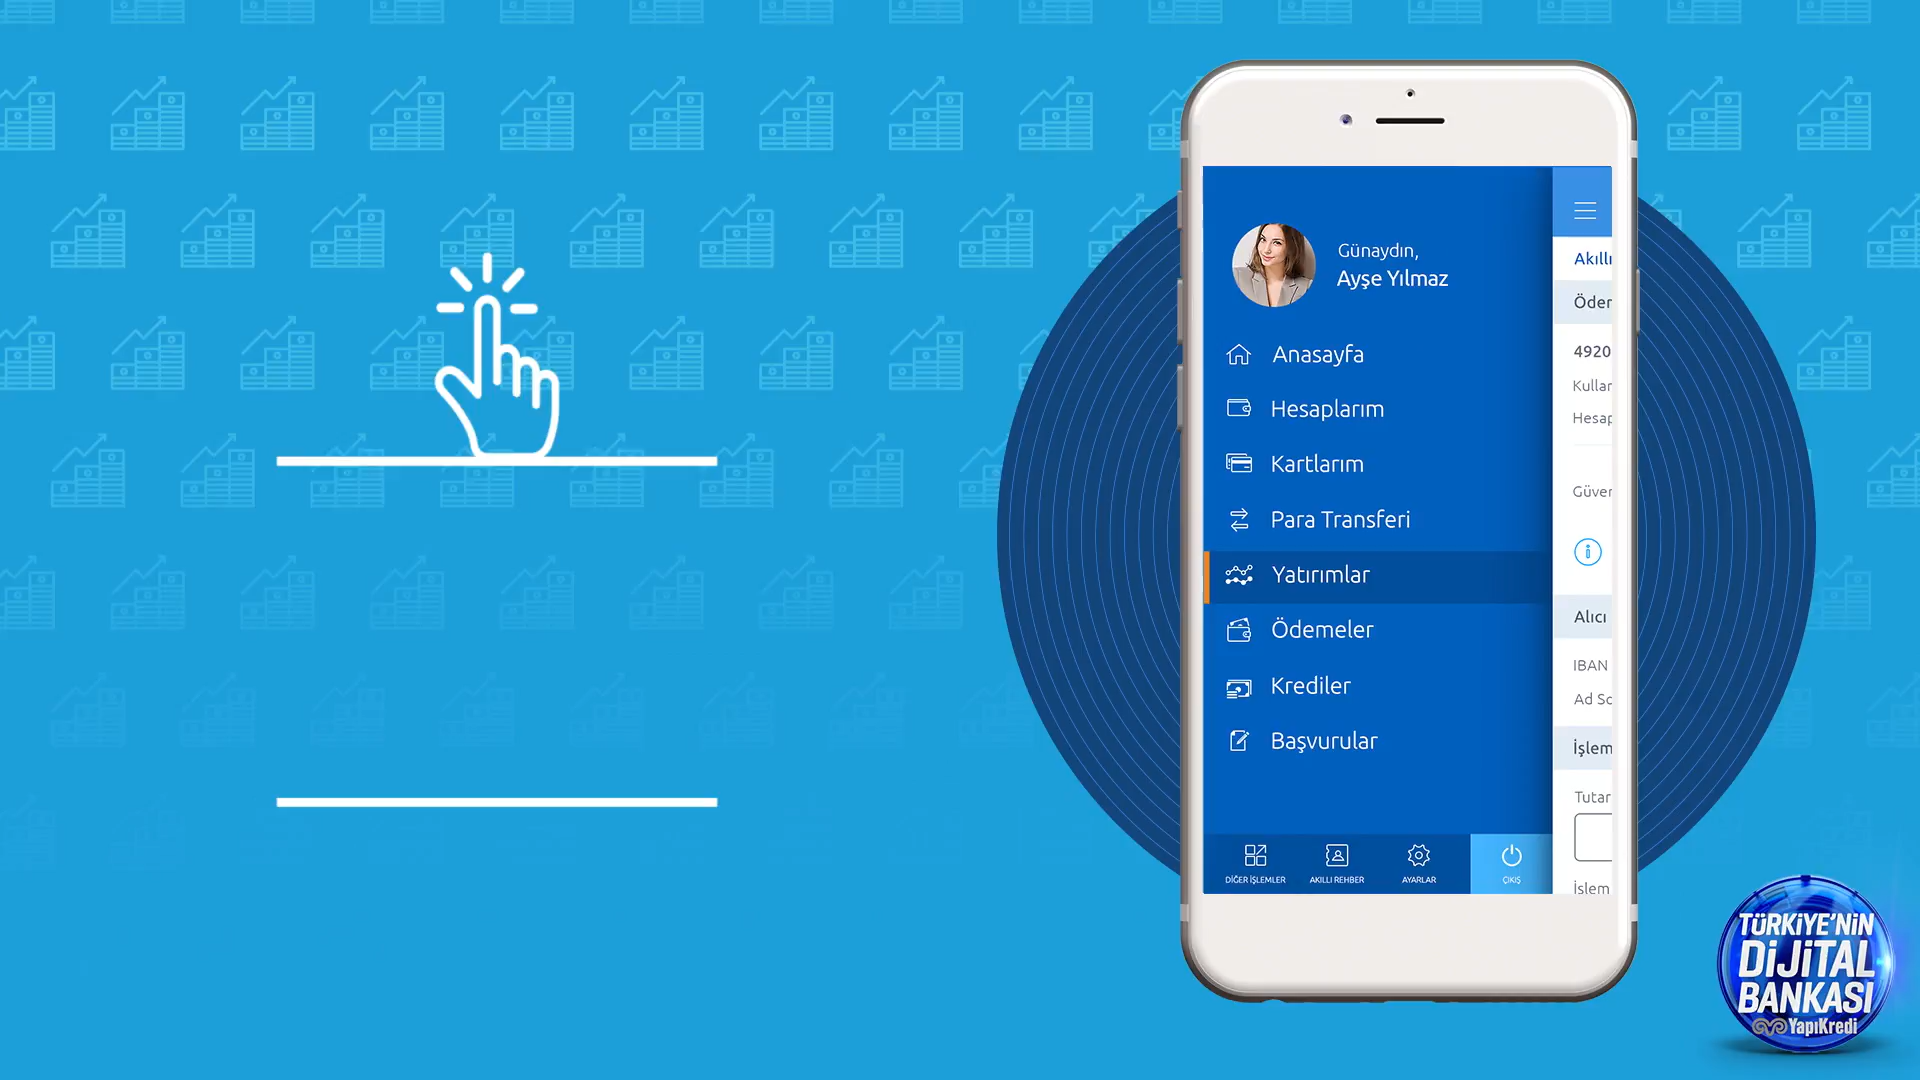 Günaydın,
Ayşe Yılmaz
Anasayfa
Hesaplarım
Kartlarım
Para Transferi
Yatırımlar
Ödemeler
Krediler
Başvurular
DİĞER İŞLEMLER
AKILLI REHBER
AYARLAR
ÇIKIŞ
Akıllı
Öder
4920
Kullar
Hesap
Güver
Alıcı
IBAN
Ad So
İşlem
Tutar
İşlem
TÜRKİYE'NİN
DİJİTAL
BANKASI
YapıKredi